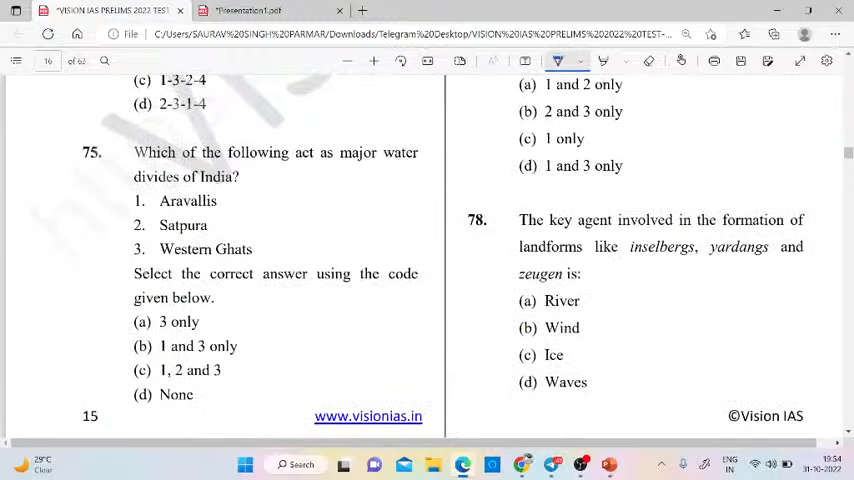 *VISION IAS PRELIMS 2022 TEST
*Presentation1.pdf
File
C:/Users/SAURAV%20SINGH%20PARMAR/Downloads/Telegram%20Desktop/VISION%20IAS%20PRELIMS%202022%20TEST-...
16 of 63
(c) 1-3-2-4
(d) 2-3-1-4
75. Which of the following act as major water
divides of India?
1. Aravallis
2. Satpura
3. Western Ghats
Select the correct answer using the code
given below.
(a) 3 only
(b) 1 and 3 only
(c) 1, 2 and 3
(d) None
15
www.visionias.in
(a) 1 and 2 only
(b) 2 and 3 only
(c) 1 only
(d) 1 and 3 only
78. The key agent involved in the formation of
landforms like inselbergs, yardangs and
zeugen is:
(a) River
(b) Wind
(c) Ice
(d) Waves
©Vision IAS
29°C
Clear
Search
ENG
IN
19:54
31-10-2022